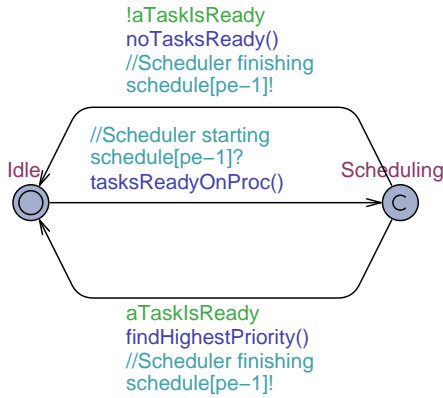 !aTaskIsReady
noTasksReady()
//Scheduler finishing
schedule[pe−1]!
//Scheduler starting
schedule[pe−1]?
tasksReadyOnProc()
Idle
Scheduling
C
aTaskIsReady
findHighestPriority()
//Scheduler finishing
schedule[pe−1]!